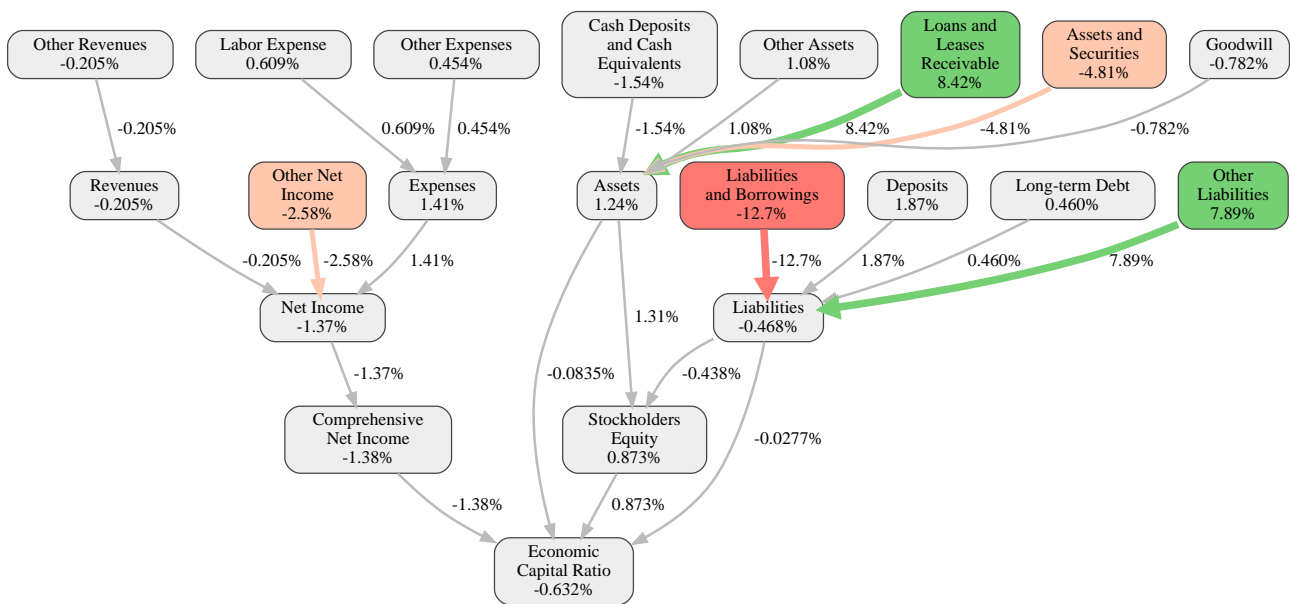 Other Revenues
-0.205%
Labor Expense
0.609%
Other Expenses
0.454%
Cash Deposits
and Cash
Equivalents
-1.54%
Other Assets
1.08%
Loans and
Leases
Receivable
8.42%
Assets and
Securities
-4.81%
Goodwill
-0.782%
-0.205%
0.609%
0.454%
-1.54%
1.08%
8.42%
-4.81%
-0.782%
Revenues
-0.205%
Other Net
Income
-2.58%
Expenses
1.41%
Assets
1.24%
Liabilities
and Borrowings
-12.7%
Deposits
1.87%
Long-term Debt
0.460%
Other
Liabilities
7.89%
-0.205%
-2.58%
1.41%
-12.7%
1.87%
0.460%
7.89%
Net Income
-1.37%
1.31%
Liabilities
-0.468%
-1.37%
-0.0835%
-0.438%
Comprehensive
Net Income
-1.38%
Stockholders
Equity
0.873%
-0.0277%
-1.38%
0.873%
Economic
Capital Ratio
-0.632%